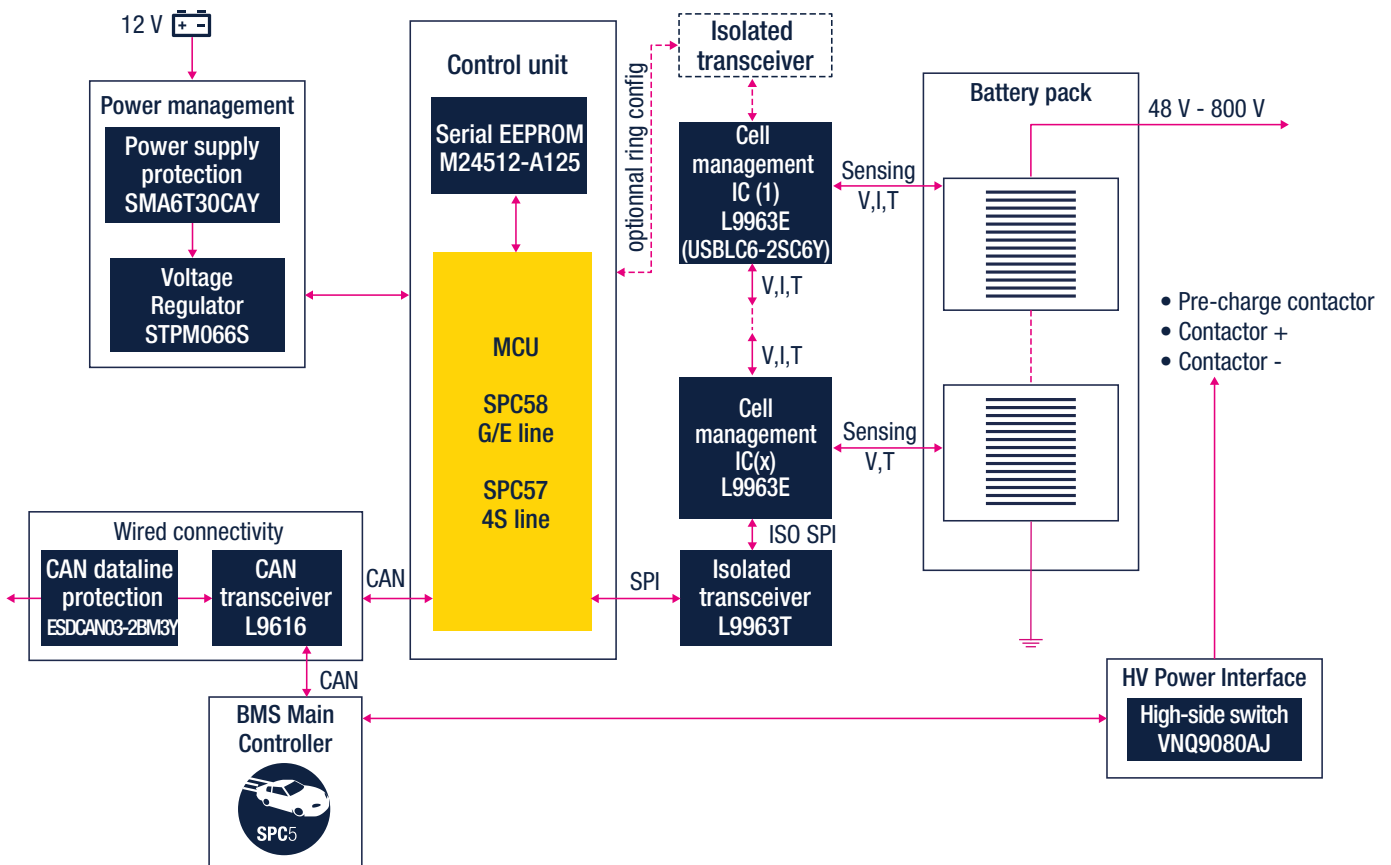 12 V
+ -
Power management
Power supply
protection
SMA6T30CAY
Voltage
Regulator
STPM066S
Control unit
Serial EEPROM
M24512-A125
MCU
SPC58
G/E line
SPC57
4S line
optionnal ring config
Isolated
transceiver
Cell
management
IC (1)
L9963E
(USBLC6-2SC6Y)
V,I,T
V,I,T
Cell
management
IC(x)
L9963E
ISO SPI
Isolated
transceiver
L9963T
SPI
Sensing
V,I,T
Sensing
V,T
Battery pack
48 V - 800 V
• Pre-charge contactor
• Contactor +
• Contactor -
Wired connectivity
CAN dataline
protection
ESDCAN03-2BM3Y
CAN
transceiver
L9616
CAN
CAN
BMS Main
Controller
SPC5
HV Power Interface
High-side switch
VNQ9080AJ